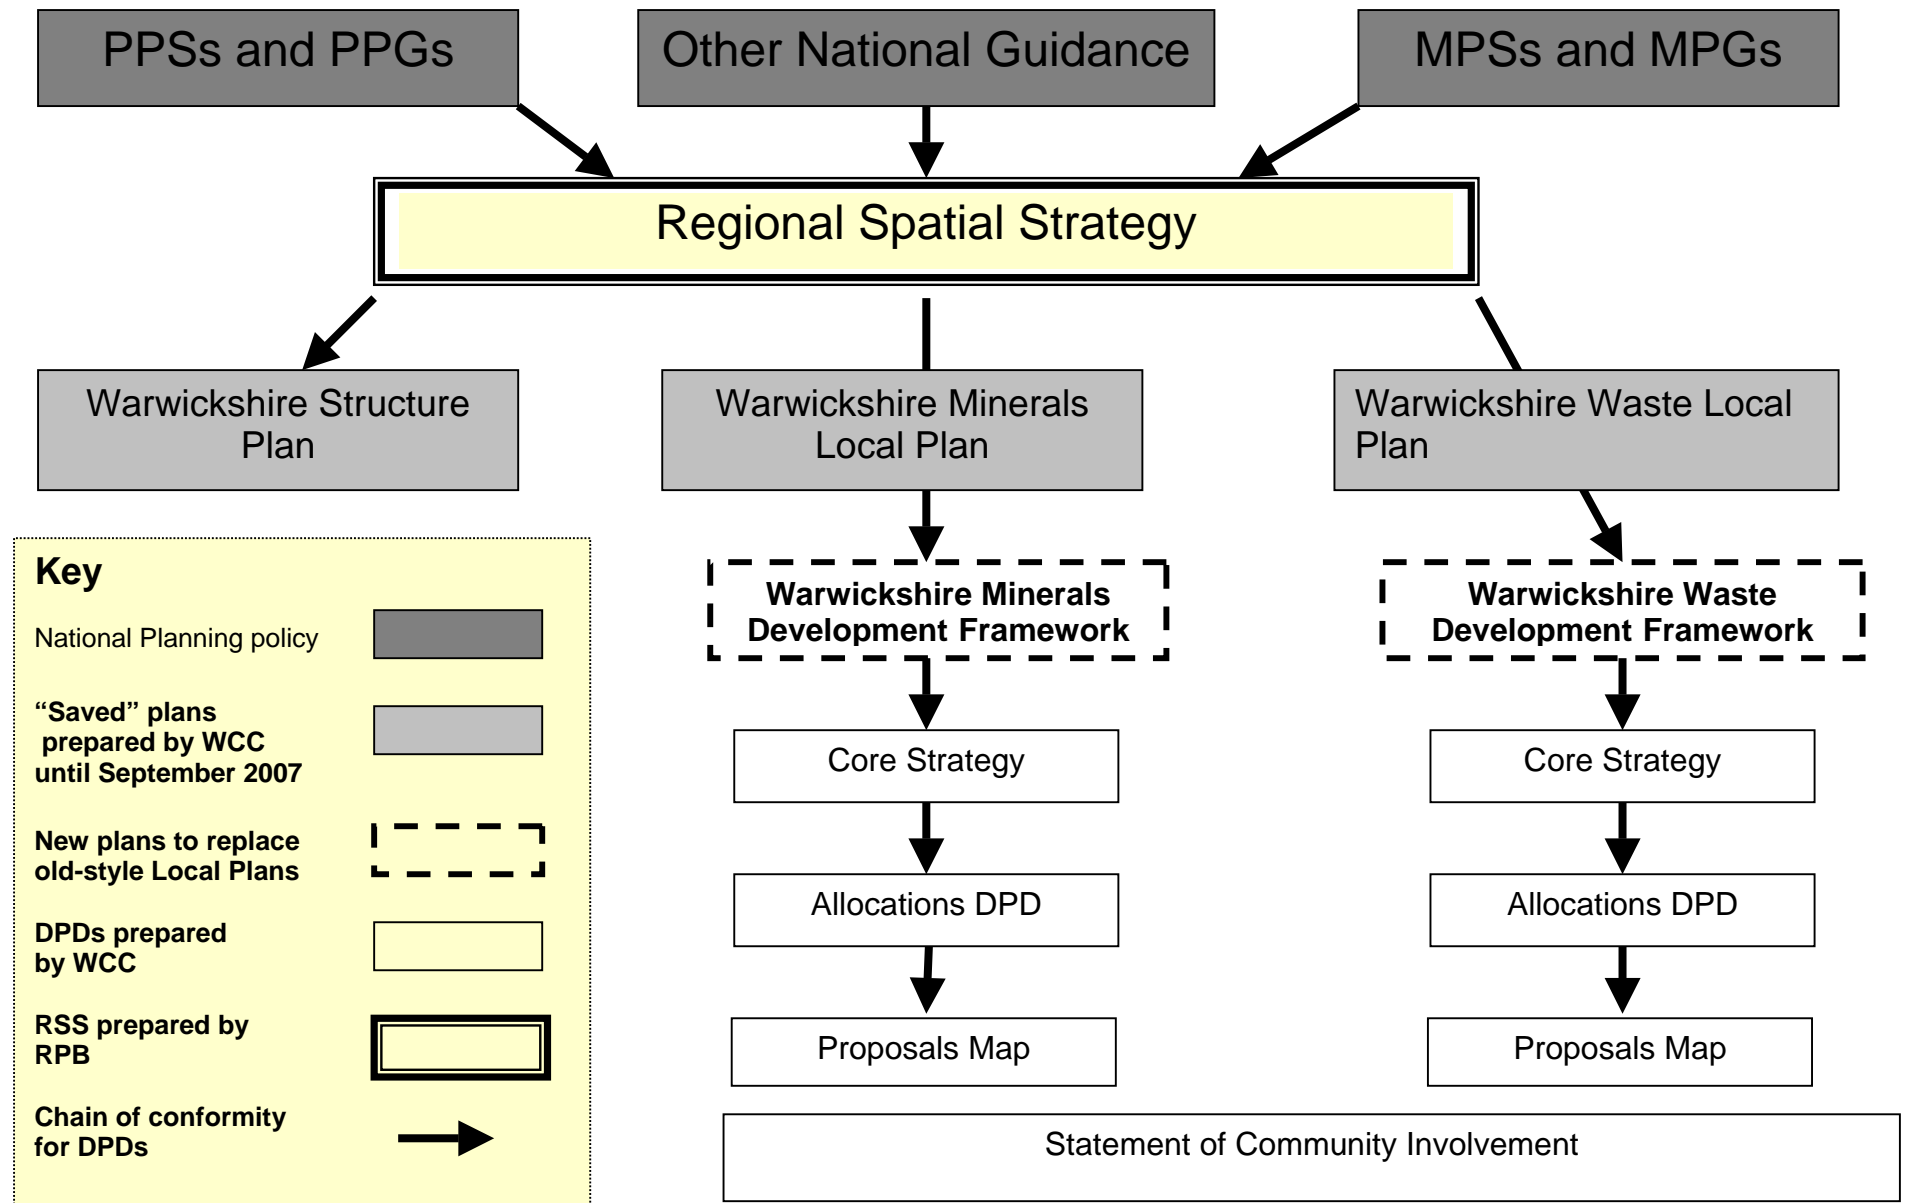 PPSs and PPGs
Other National Guidance
MPSs and MPGs
Regional Spatial Strategy
Warwickshire Structure
Plan
Warwickshire Minerals
Local Plan
Warwickshire Waste Local
Plan
Key
National Planning policy
“Saved” plans
prepared by WCC
until September 2007
New plans to replace
old-style Local Plans
DPDs prepared
by WCC
RSS prepared by
RPB
Chain of conformity
for DPDs
Warwickshire Minerals
Development Framework
Core Strategy
Allocations DPD
Proposals Map
Warwickshire Waste
Development Framework
Core Strategy
Allocations DPD
Proposals Map
Statement of Community Involvement